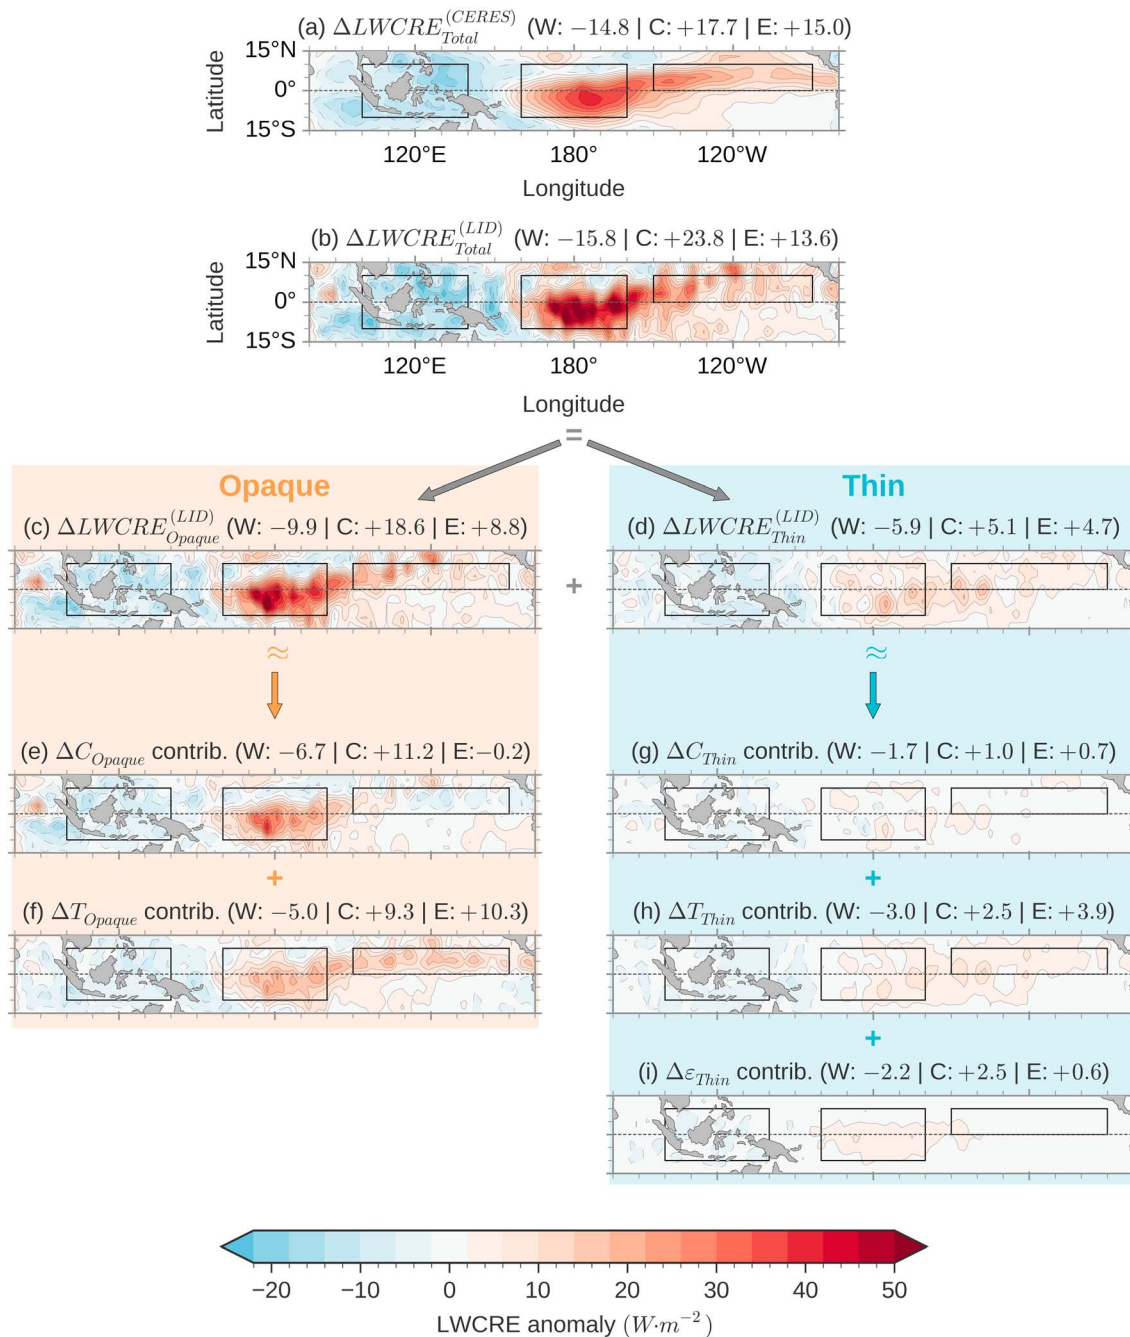 (a) ΔLWCRE_Total^(CERES) (W: −14.8 | C: +17.7 | E: +15.0)
15°N
0°
15°S
Latitude
120°E 180° 120°W
Longitude
(b) ΔLWCRE_Total^(LID) (W: −15.8 | C: +23.8 | E: +13.6)
15°N
0°
15°S
Latitude
120°E 180° 120°W
Longitude
=
Opaque
(c) ΔLWCRE_Opaque^(LID) (W: −9.9 | C: +18.6 | E: +8.8)
+
Thin
(d) ΔLWCRE_Thin^(LID) (W: −5.9 | C: +5.1 | E: +4.7)
≈
(e) ΔC_Opaque contrib. (W: −6.7 | C: +11.2 | E:−0.2)
+
(f) ΔT_Opaque contrib. (W: −5.0 | C: +9.3 | E: +10.3)
≈
(g) ΔC_Thin contrib. (W: −1.7 | C: +1.0 | E: +0.7)
+
(h) ΔT_Thin contrib. (W: −3.0 | C: +2.5 | E: +3.9)
+
(i) Δε_Thin contrib. (W: −2.2 | C: +2.5 | E: +0.6)
−20 −10 0 10 20 30 40 50
LWCRE anomaly (W·m⁻²)